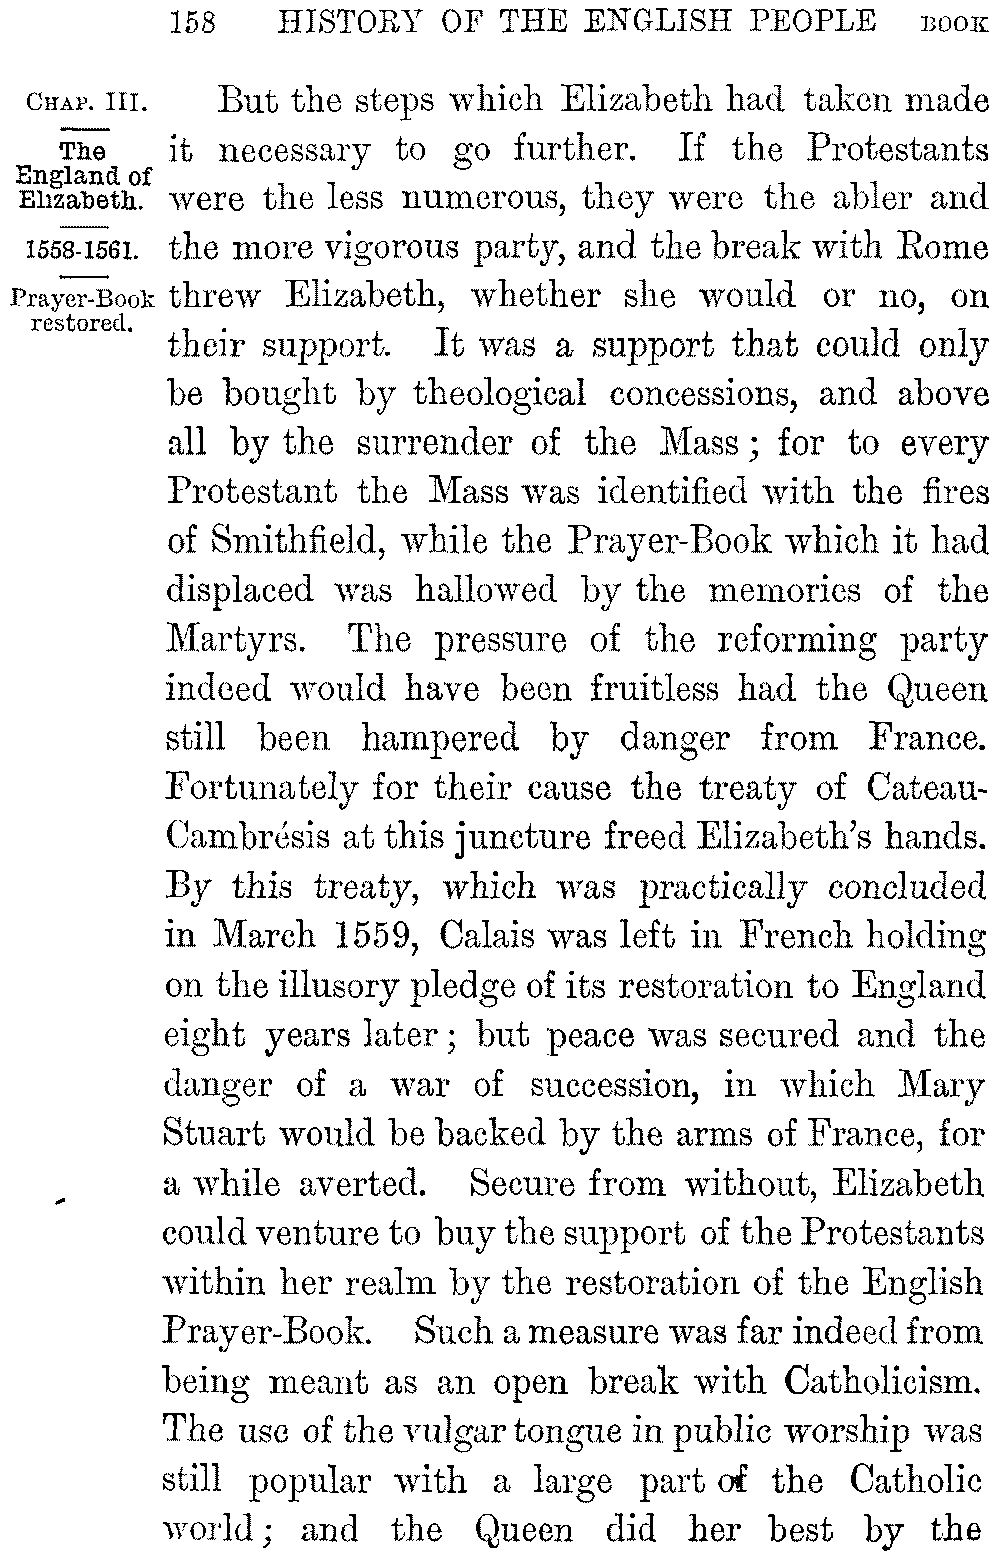 158 HISTORY OF THE ENGLISH PEOPLE BOOK
CHAP. III.
The
England of
Elizabeth.
1558-1561.
Prayer-Book
restored.
But the steps which Elizabeth had taken made
it necessary to go further. If the Protestants
were the less numerous, they were the abler and
the more vigorous party, and the break with Rome
threw Elizabeth, whether she would or no, on
their support. It was a support that could only
be bought by theological concessions, and above
all by the surrender of the Mass; for to every
Protestant the Mass was identified with the fires
of Smithfield, while the Prayer-Book which it had
displaced was hallowed by the memories of the
Martyrs. The pressure of the reforming party
indeed would have been fruitless had the Queen
still been hampered by danger from France.
Fortunately for their cause the treaty of Cateau-
Cambrésis at this juncture freed Elizabeth's hands.
By this treaty, which was practically concluded
in March 1559, Calais was left in French holding
on the illusory pledge of its restoration to England
eight years later; but peace was secured and the
danger of a war of succession, in which Mary
Stuart would be backed by the arms of France, for
a while averted. Secure from without, Elizabeth
could venture to buy the support of the Protestants
within her realm by the restoration of the English
Prayer-Book. Such a measure was far indeed from
being meant as an open break with Catholicism.
The use of the vulgar tongue in public worship was
still popular with a large part of the Catholic
world; and the Queen did her best by the